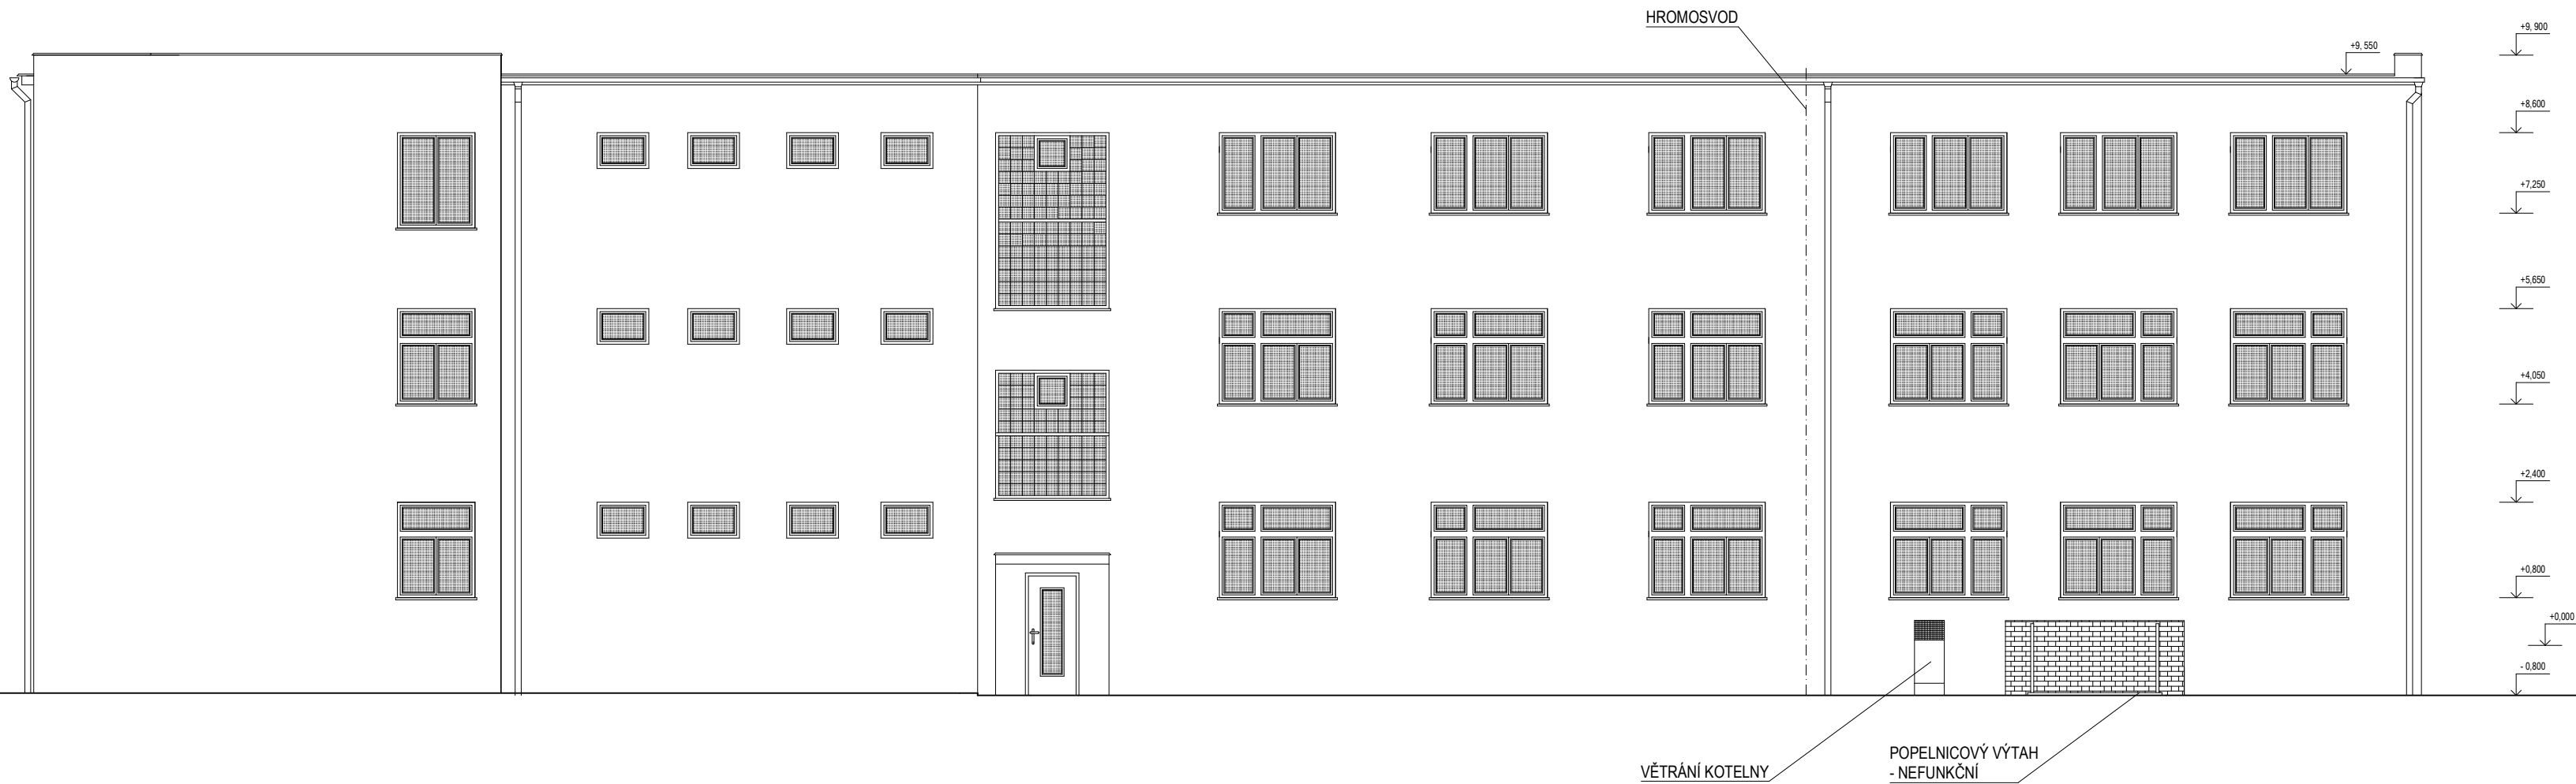 HROMOSVOD
+9, 900
+9, 550
+8,600
+7,250
+5,650
+4,050
+2,400
+0,800
+0,000
- 0,800
VĚTRÁNÍ KOTELNY
POPELNICOVÝ VÝTAH
- NEFUNKČNÍ